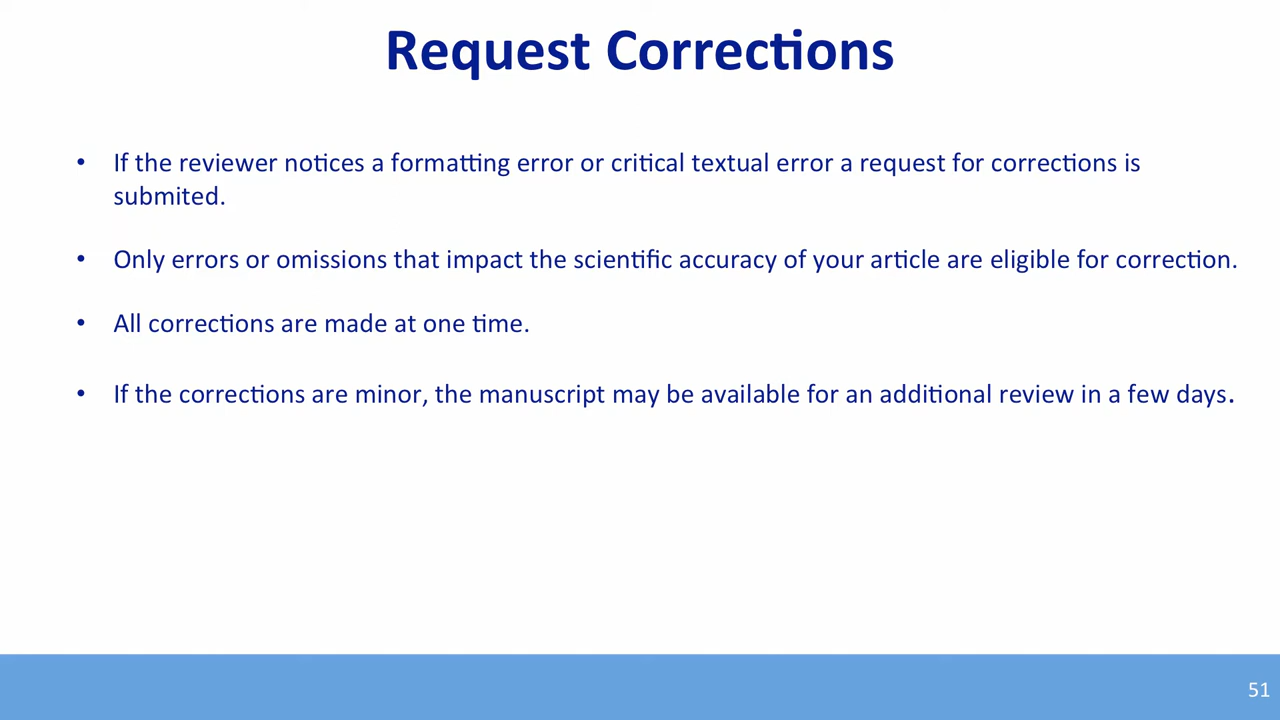 Request Corrections
• If the reviewer notices a formatting error or critical textual error a request for corrections is
submited.
• Only errors or omissions that impact the scientific accuracy of your article are eligible for correction.
• All corrections are made at one time.
• If the corrections are minor, the manuscript may be available for an additional review in a few days.
51